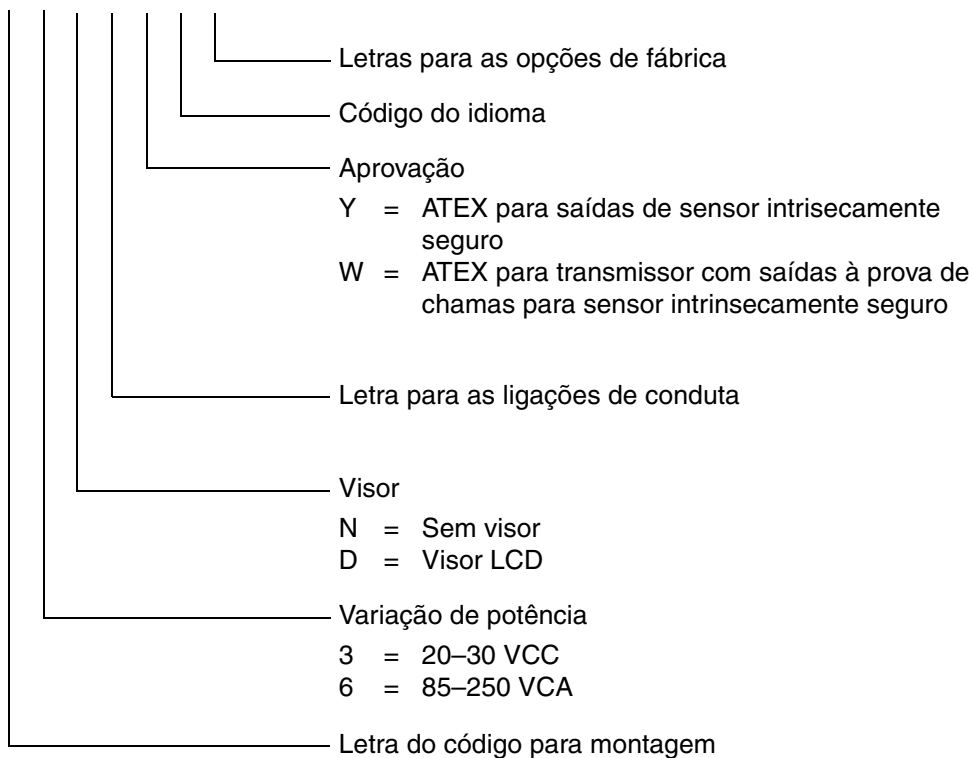 Letras para as opções de fábrica
Código do idioma
Aprovação
Y = ATEX para saídas de sensor intrisecamente
seguro
W = ATEX para transmissor com saídas à prova de
chamas para sensor intrinsecamente seguro
Letra para as ligações de conduta
Visor
N = Sem visor
D = Visor LCD
Variação de potência
3 = 20–30 VCC
6 = 85–250 VCA
Letra do código para montagem